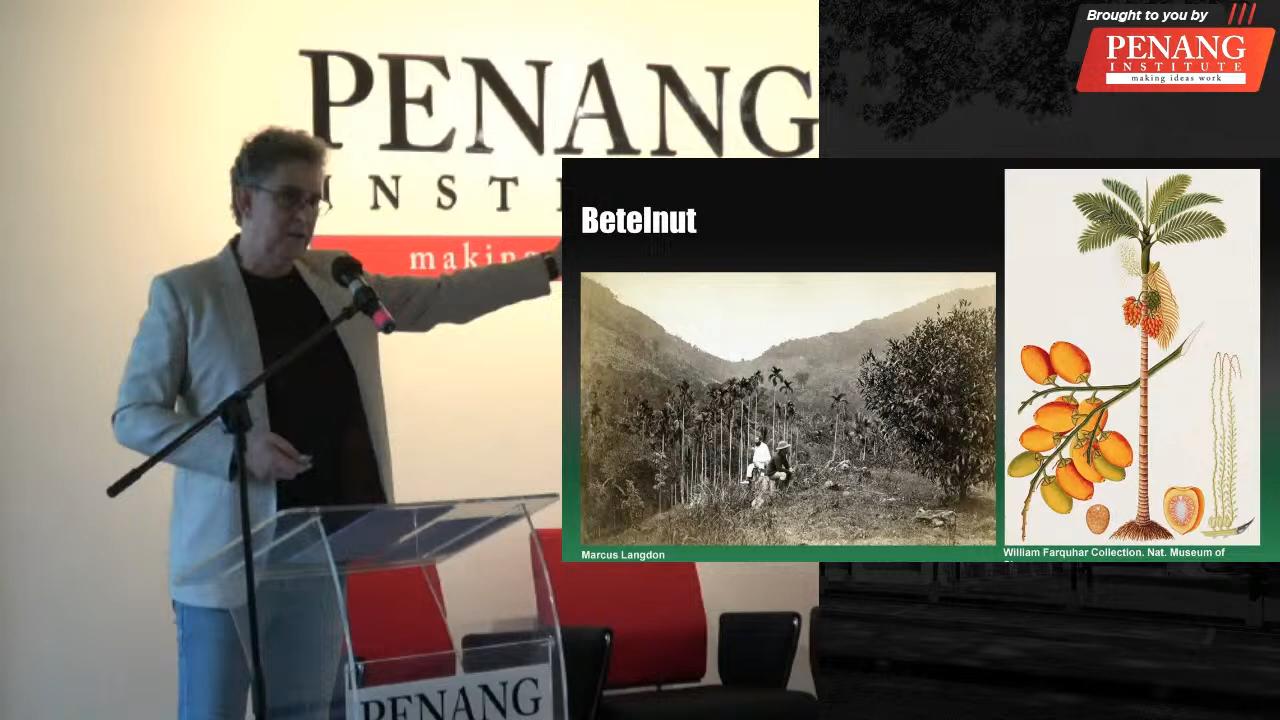 Brought to you by
PENANG
INSTITUTE
making ideas work
PENANG
INST
making
Betelnut
Marcus Langdon
William Farquhar Collection. Nat. Museum of
PENANG